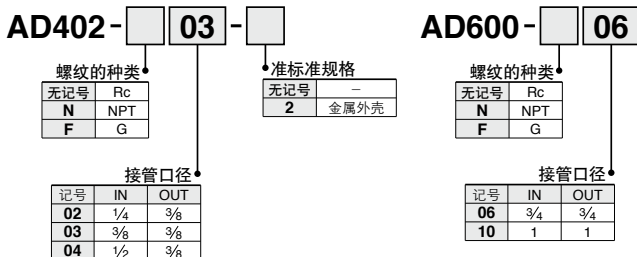 AD402-□ 03-□
螺纹的种类
无记号 Rc
N NPT
F G
准标准规格
无记号 –
2 金属外壳
接管口径
记号 IN OUT
02 1/4 3/8
03 3/8 3/8
04 1/2 3/8
AD600-□ 06
螺纹的种类
无记号 Rc
N NPT
F G
接管口径
记号 IN OUT
06 3/4 3/4
10 1 1